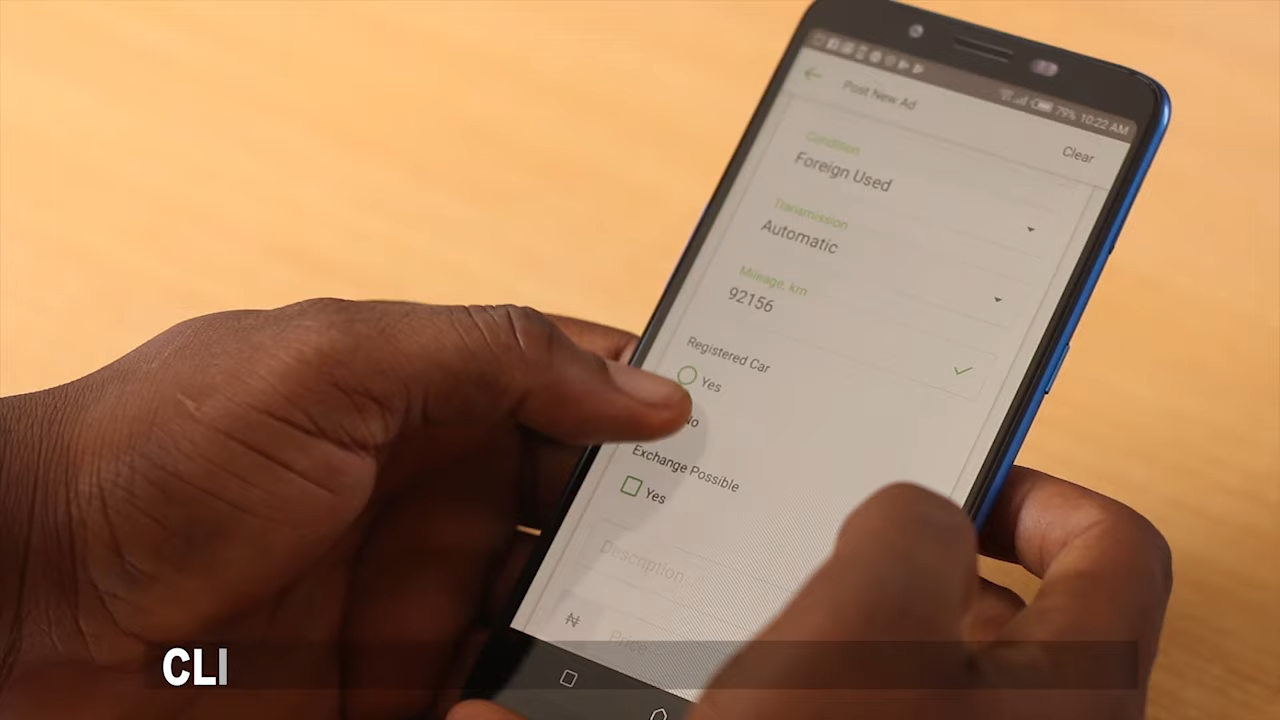 79% 10:22 AM
Post New Ad
Clear
Condition
Foreign Used
Transmission
Automatic
Mileage, km
92156
Registered Car
Yes
No
Exchange Possible
Yes
Description
₦ Price
CLI